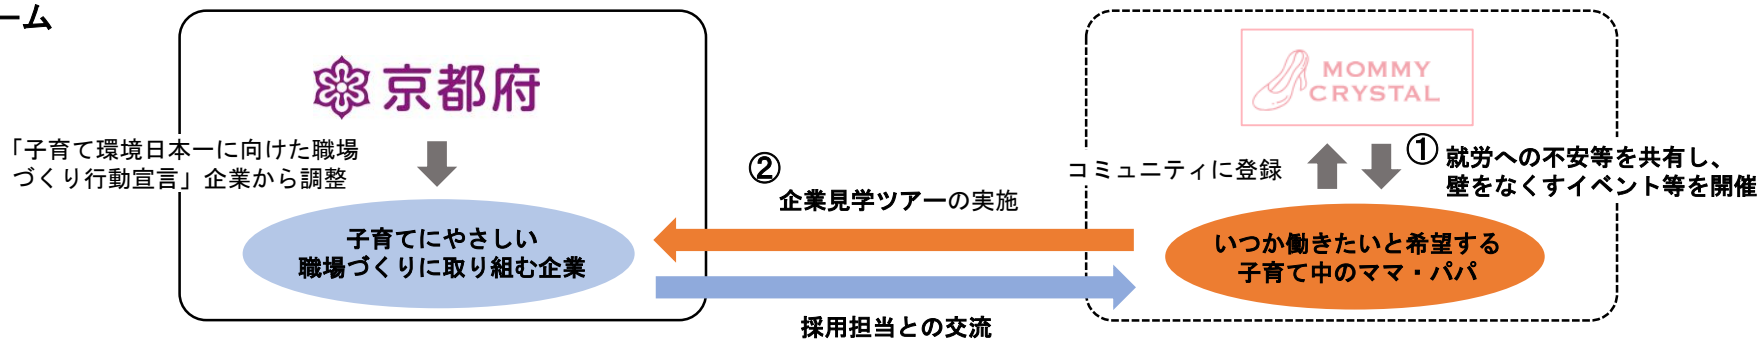 ーム
京都府
「子育て環境日本一に向けた職場
づくり行動宣言」企業から調整
子育てにやさしい
職場づくりに取り組む企業
②
企業見学ツアーの実施
採用担当との交流
MOMMY
CRYSTAL
コミュニティに登録
①
就労への不安等を共有し、
壁をなくすイベント等を開催
いつか働きたいと希望する
子育て中のママ・パパ